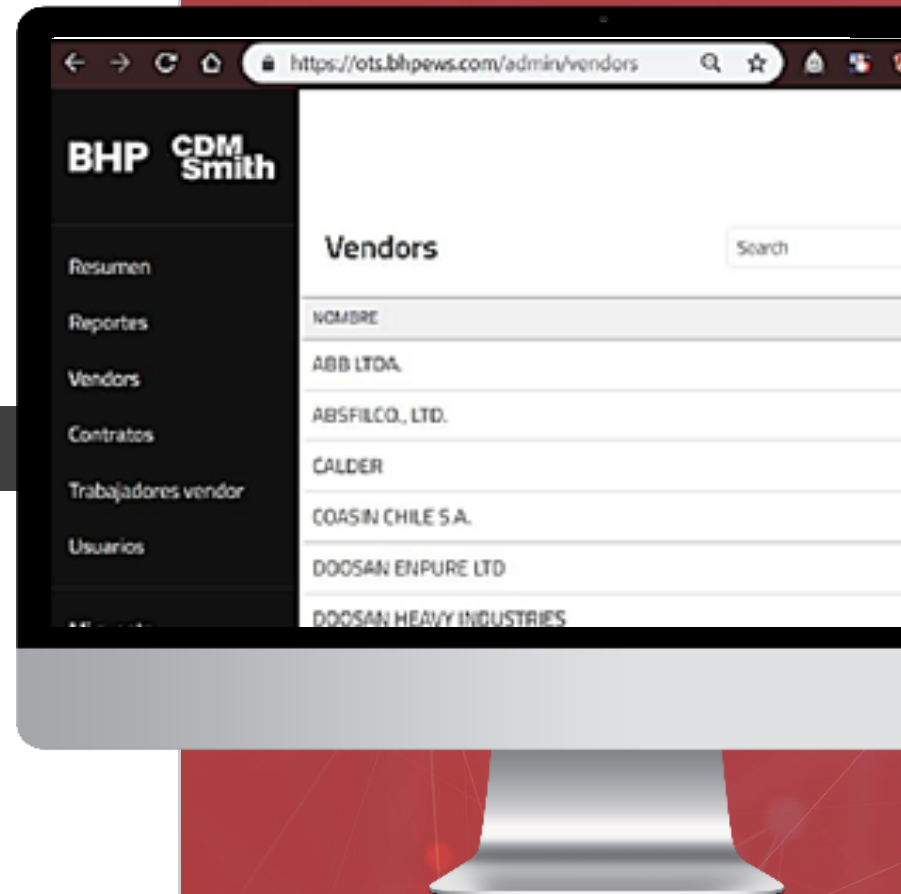 https://ots.bhpews.com/admin/vendors
BHP CDM Smith
Vendors
Search
Resumen
Reportes
Vendors
Contratos
Trabajadores vendor
Usuarios
NOMBRE
ABB LTDA.
ABSFILCO., LTD.
CALDER
COASIN CHILE S.A.
DOOSAN ENPURE LTD
DOOSAN HEAVY INDUSTRIES